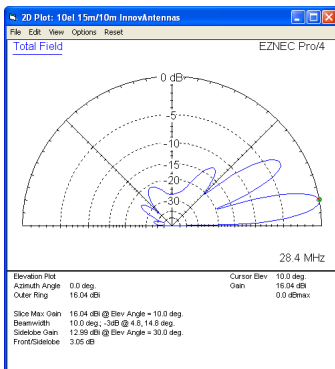 2D Plot: 10el 15m/10m InnovAntennas
File Edit View Options Reset
Total Field
EZNEC Pro/4
0 dB
-5
-10
-15
-20
-30
28.4 MHz
Elevation Plot
Azimuth Angle 0.0 deg.
Outer Ring 16.04 dBi
Cursor Elev 10.0 deg.
Gain 16.04 dBi
0.0 dBmax
Slice Max Gain 16.04 dBi @ Elev Angle = 10.0 deg.
Beamwidth 10.0 deg.; -3dB @ 4.8, 14.8 deg.
Sidelobe Gain 12.99 dBi @ Elev Angle = 30.0 deg.
Front/Sidelobe 3.05 dB